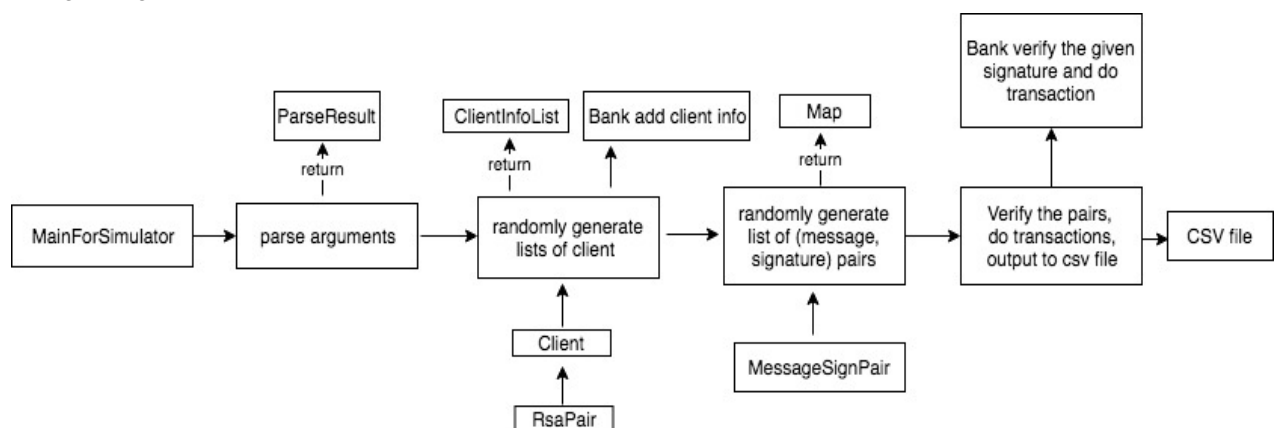 Bank verify the given
signature and do
transaction
ParseResult
ClientInfoList
Bank add client info
Map
return
return
return
MainForSimulator
parse arguments
randomly generate
lists of client
randomly generate
list of (message,
signature) pairs
Verify the pairs,
do transactions,
output to csv file
CSV file
Client
MessageSignPair
RsaPair